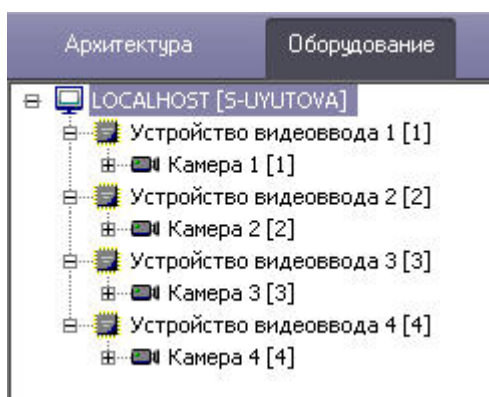 Архитектура Оборудование
LOCALHOST [S-UYUTOVA]
Устройство видеоввода 1 [1]
Камера 1 [1]
Устройство видеоввода 2 [2]
Камера 2 [2]
Устройство видеоввода 3 [3]
Камера 3 [3]
Устройство видеоввода 4 [4]
Камера 4 [4]